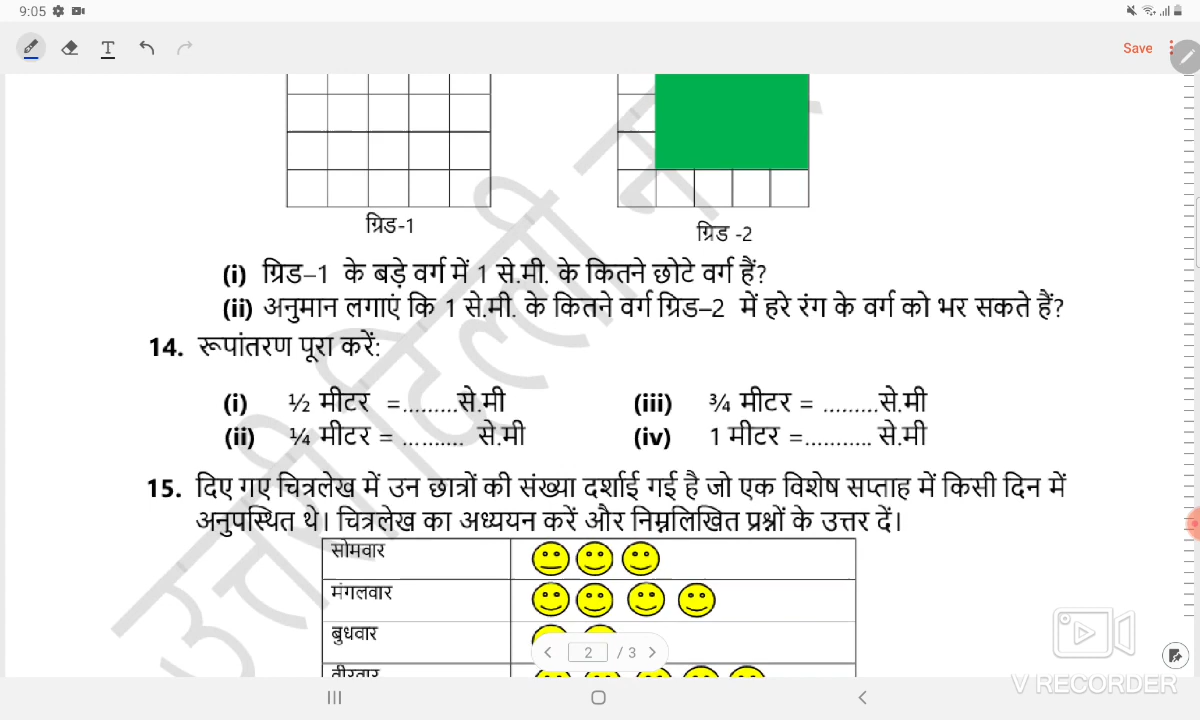 9:05
T
Save
ग्रिड-1
ग्रिड -2
(i) ग्रिड–1 के बड़े वर्ग में 1 से.मी. के कितने छोटे वर्ग हैं?
(ii) अनुमान लगाएं कि 1 से.मी. के कितने वर्ग ग्रिड–2 में हरे रंग के वर्ग को भर सकते हैं?
14. रूपांतरण पूरा करें:
(i) ½ मीटर =.........से.मी (iii) ¾ मीटर = .........से.मी
(ii) ¼ मीटर = .......... से.मी (iv) 1 मीटर =........... से.मी
15. दिए गए चित्रलेख में उन छात्रों की संख्या दर्शाई गई है जो एक विशेष सप्ताह में किसी दिन में
अनुपस्थित थे। चित्रलेख का अध्ययन करें और निम्नलिखित प्रश्नों के उत्तर दें।
सोमवार
मंगलवार
बुधवार
वीरवार
2 / 3
V RECORDER